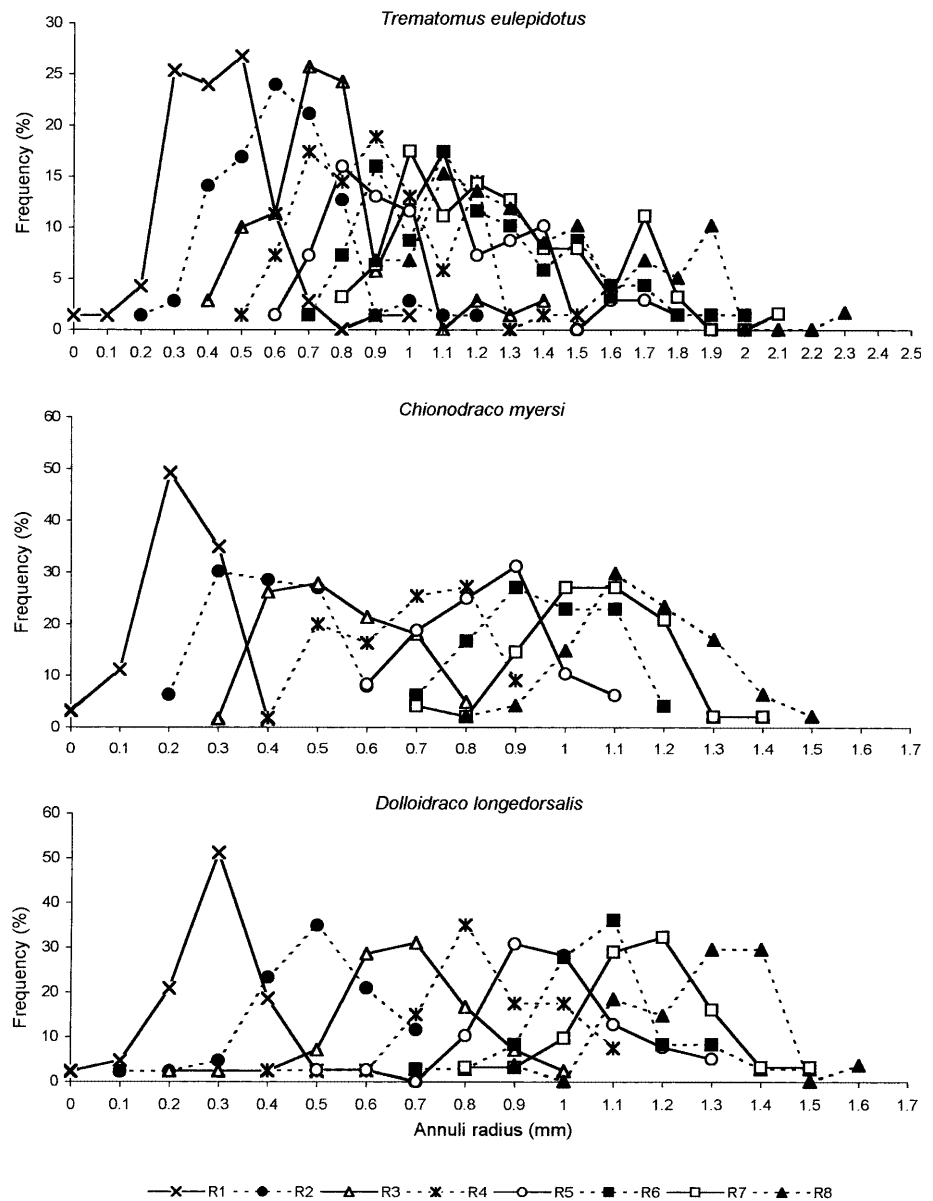 Trematomus eulepidotus
30
25
20
15
10
5
0
Frequency (%)
0 0.1 0.2 0.3 0.4 0.5 0.6 0.7 0.8 0.9 1 1.1 1.2 1.3 1.4 1.5 1.6 1.7 1.8 1.9 2 2.1 2.2 2.3 2.4 2.5
Chionodraco myersi
60
50
40
30
20
10
0
Frequency (%)
0 0.1 0.2 0.3 0.4 0.5 0.6 0.7 0.8 0.9 1 1.1 1.2 1.3 1.4 1.5 1.6 1.7
Dolloidraco longedorsalis
60
50
40
30
20
10
0
Frequency (%)
0 0.1 0.2 0.3 0.4 0.5 0.6 0.7 0.8 0.9 1 1.1 1.2 1.3 1.4 1.5 1.6 1.7
Annuli radius (mm)
R1 R2 R3 R4 R5 R6 R7 R8